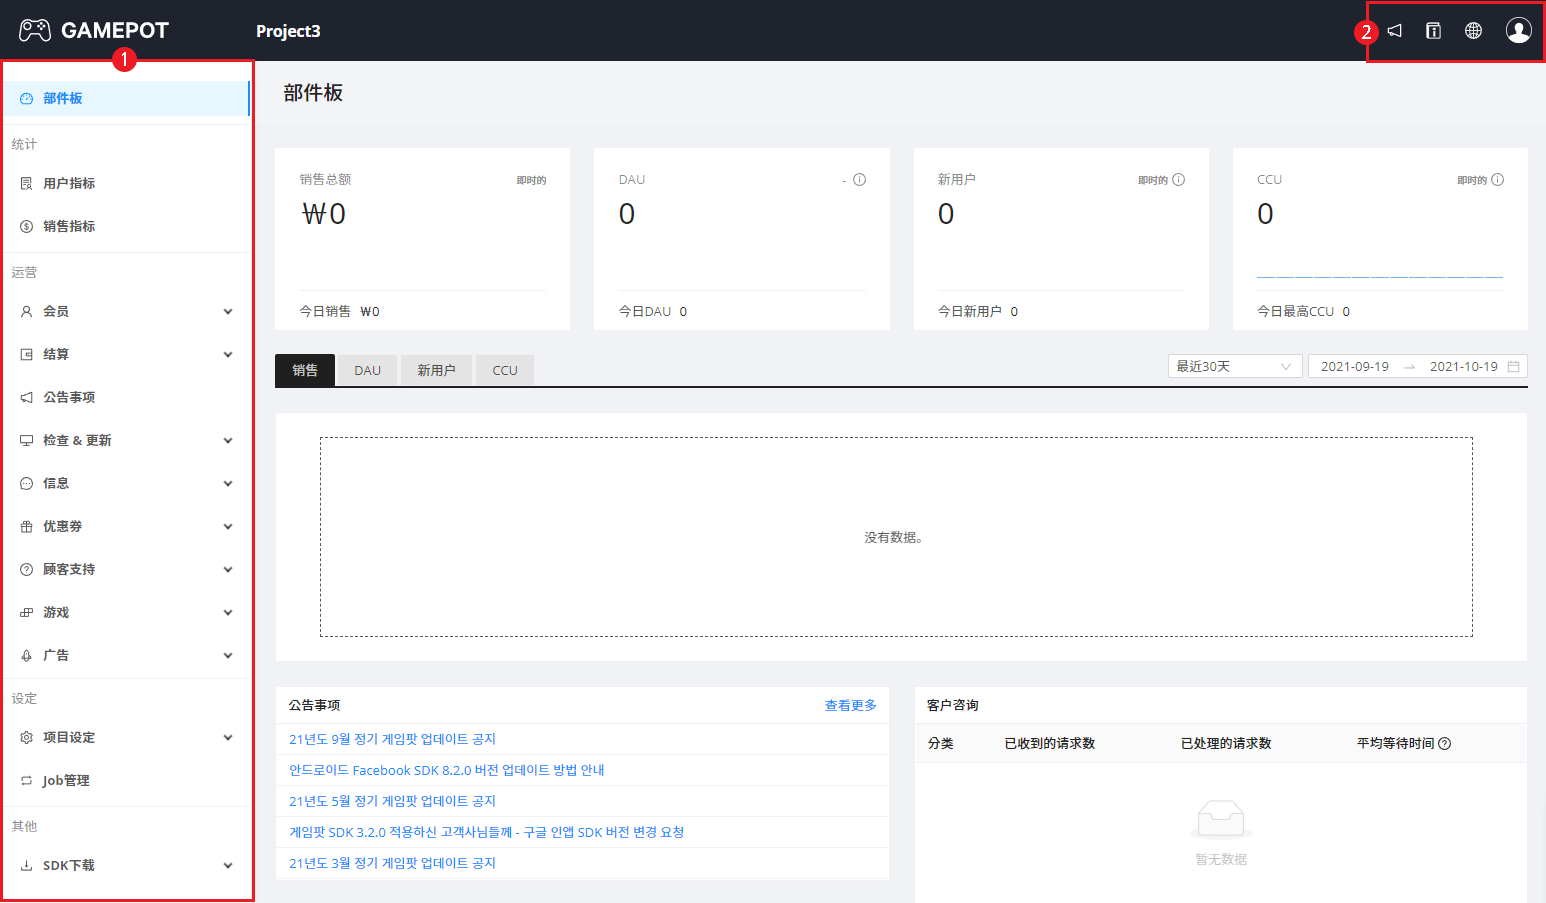 GAMEPOT
Project3
2
1
部件板
统计
用户指标
销售指标
运营
会员
结算
公告事项
检查 & 更新
信息
优惠券
顾客支持
游戏
广告
设定
项目设定
Job管理
其他
SDK下载
部件板
销售总额 即时的
₩0
今日销售 ₩0
DAU -
0
今日DAU 0
新用户 即时的
0
今日新用户 0
CCU 即时的
0
今日最高CCU 0
销售 DAU 新用户 CCU
最近30天 2021-09-19 → 2021-10-19
没有数据。
公告事项 查看更多
21년도 9월 정기 게임팟 업데이트 공지
안드로이드 Facebook SDK 8.2.0 버전 업데이트 방법 안내
21년도 5월 정기 게임팟 업데이트 공지
게임팟 SDK 3.2.0 적용하신 고객사님들께 - 구글 인앱 SDK 버전 변경 요청
21년도 3월 정기 게임팟 업데이트 공지
客户咨询
分类 已收到的请求数 已处理的请求数 平均等待时间
暂无数据